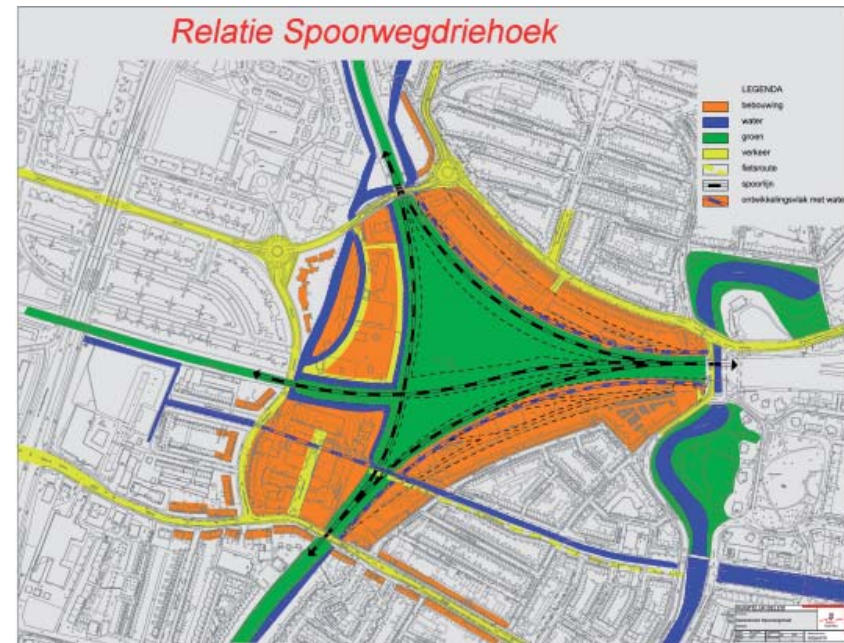 Relatie Spoorwegdriehoek
LEGENDA
bebouwing
water
groen
verkeer
fietsroute
spoorlijn
ontwikkelingsvlak met water